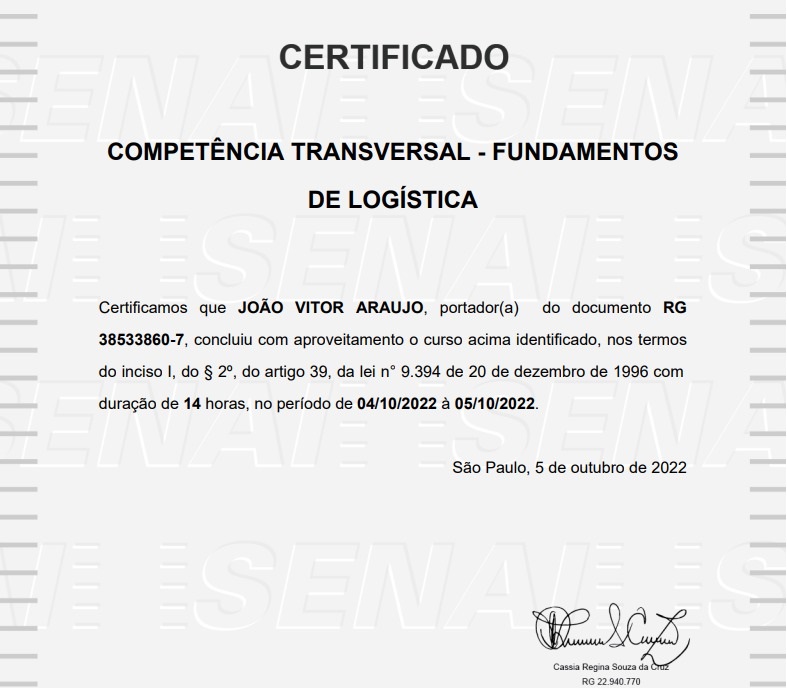 CERTIFICADO
COMPETÊNCIA TRANSVERSAL - FUNDAMENTOS
DE LOGÍSTICA
Certificamos que JOÃO VITOR ARAUJO, portador(a) do documento RG
38533860-7, concluiu com aproveitamento o curso acima identificado, nos termos
do inciso I, do § 2º, do artigo 39, da lei n° 9.394 de 20 de dezembro de 1996 com
duração de 14 horas, no período de 04/10/2022 à 05/10/2022.
São Paulo, 5 de outubro de 2022
Cassia Regina Souza da Cruz
RG 22.940.770
SENAI